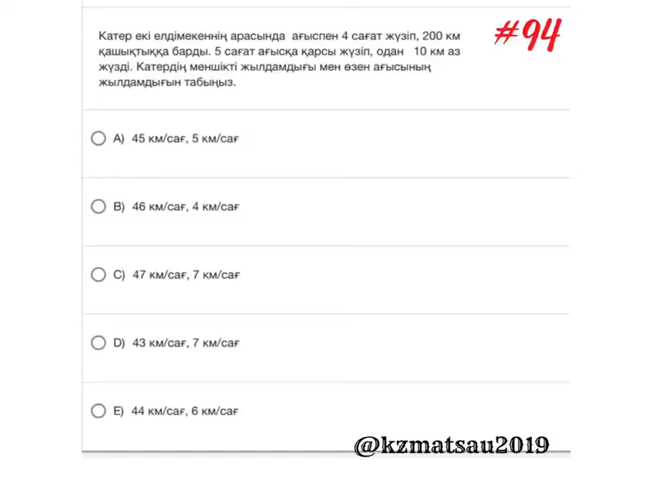 Катер екі елдімекеннің арасында ағыспен 4 сағат жүзіп, 200 км
қашықтыққа барды. 5 сағат ағысқа қарсы жүзіп, одан 10 км аз
жүзді. Катердің меншікті жылдамдығы мен өзен ағысының
жылдамдығын табыңыз.
#94
A) 45 км/сағ, 5 км/сағ
B) 46 км/сағ, 4 км/сағ
C) 47 км/сағ, 7 км/сағ
D) 43 км/сағ, 7 км/сағ
E) 44 км/сағ, 6 км/сағ
@kzmatsau2019